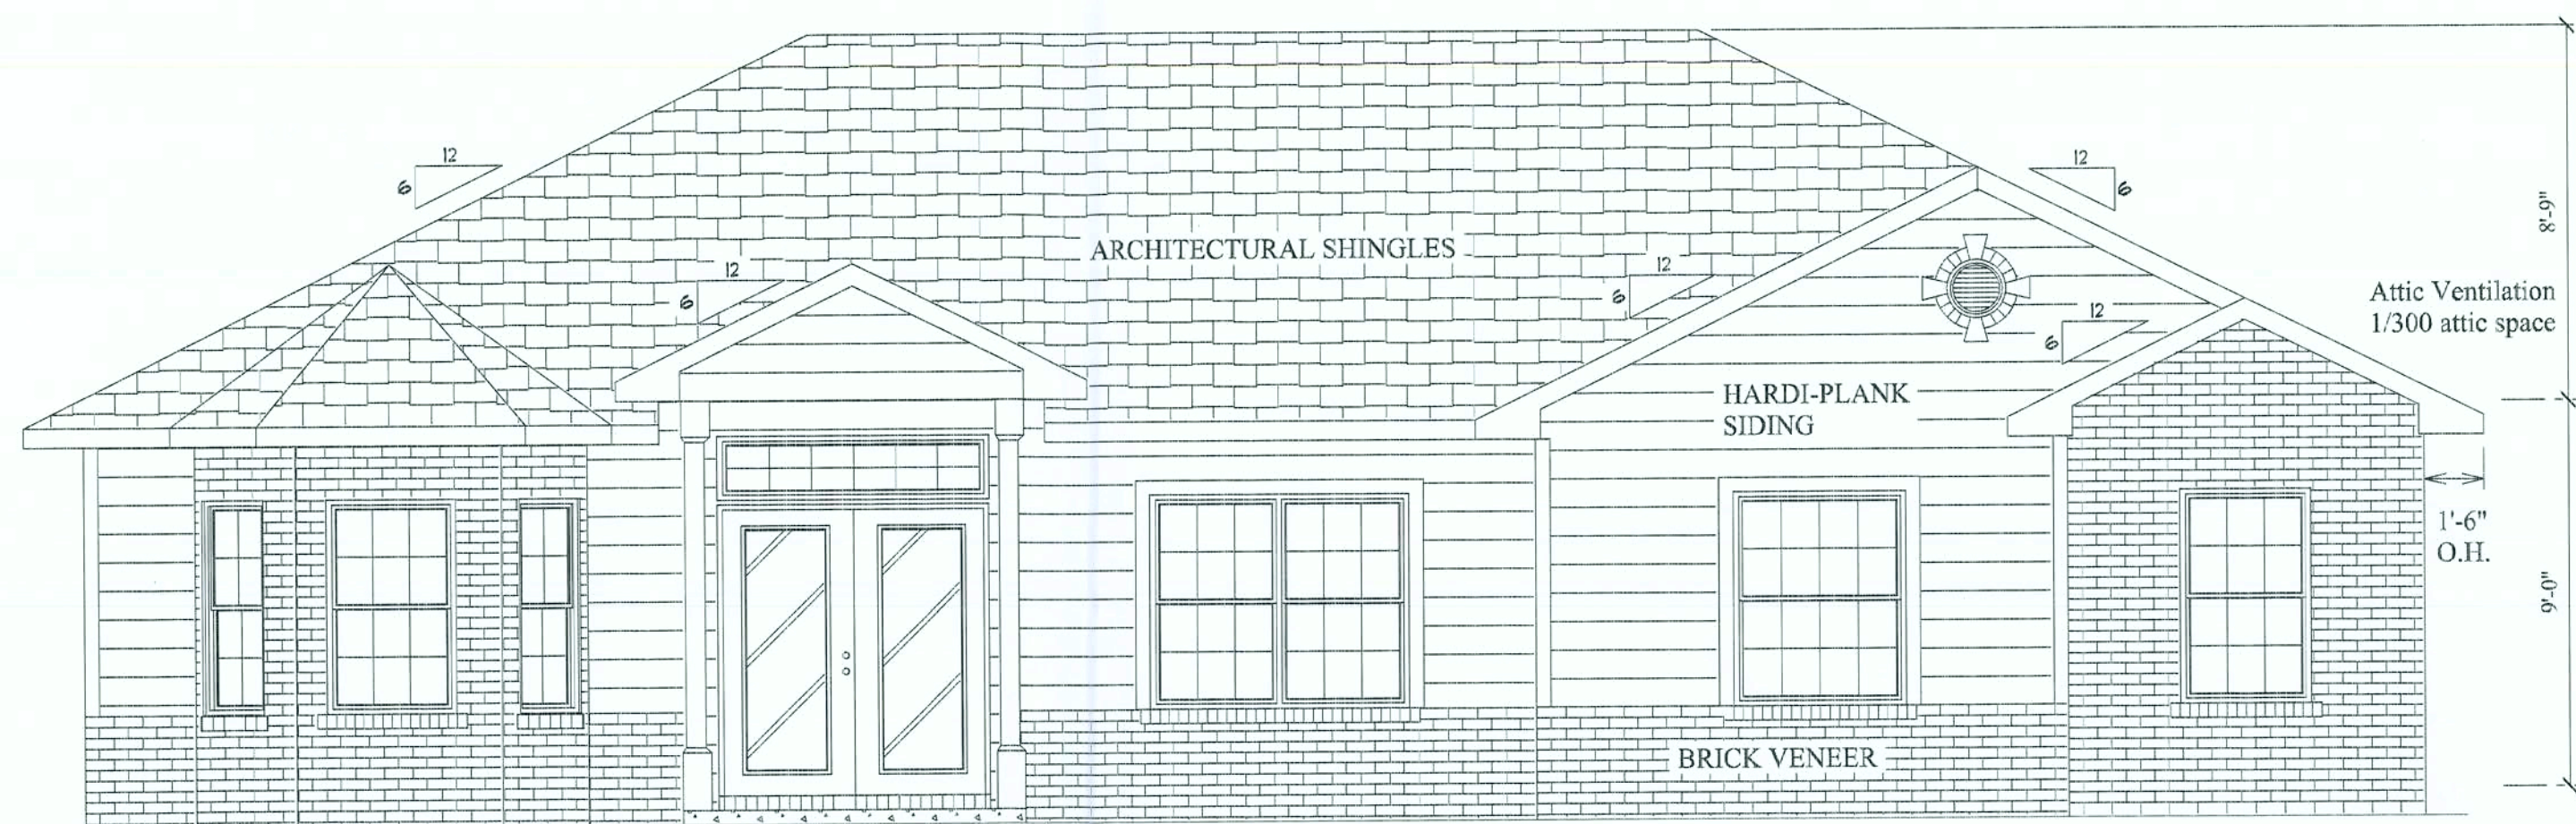 12
6
12
6
8'-9"
ARCHITECTURAL SHINGLES
12
6
12
6
Attic Ventilation
1/300 attic space
12
6
HARDI-PLANK
SIDING
1'-6"
O.H.
9'-0"
BRICK VENEER